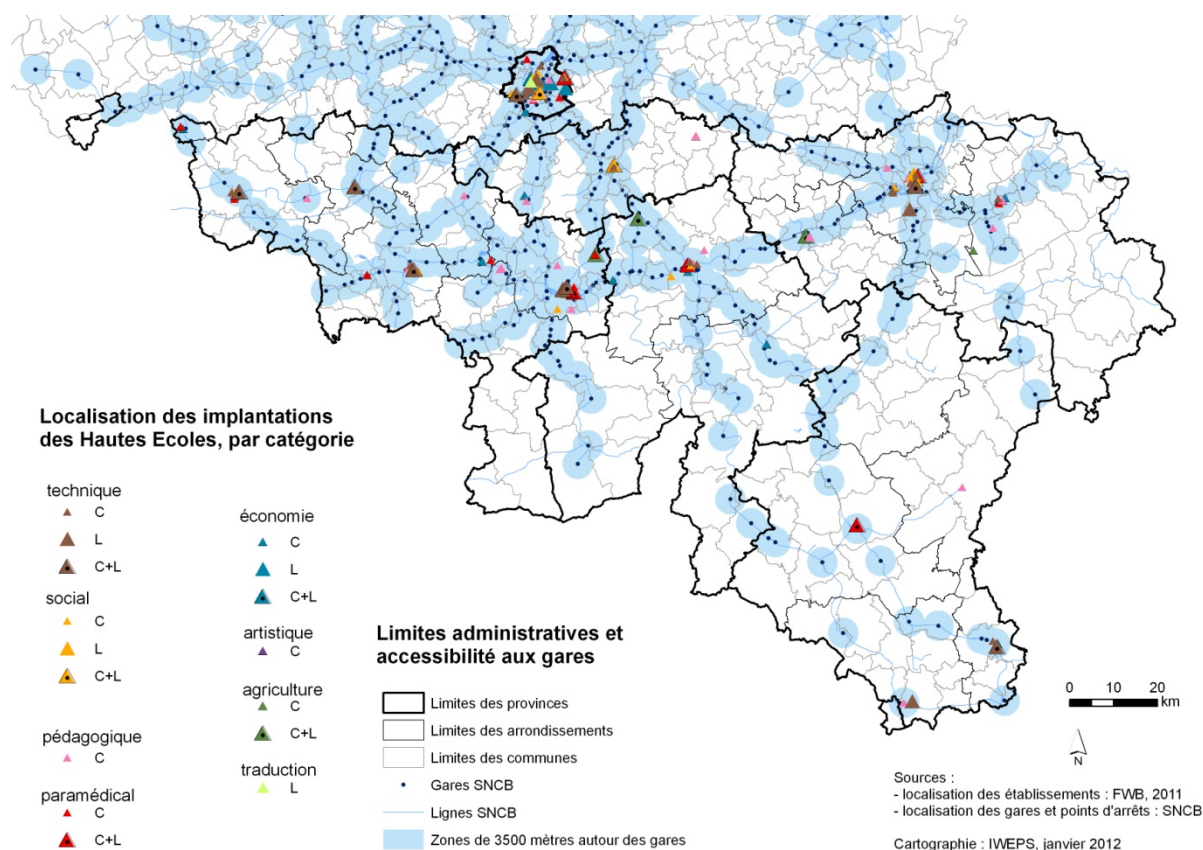 Localisation des implantations
des Hautes Ecoles, par catégorie
technique
C
L
C+L
social
C
L
C+L
pédagogique
C
paramédical
C
C+L
économie
C
L
C+L
artistique
C
agriculture
C
C+L
traduction
L
Limites administratives et
accessibilité aux gares
Limites des provinces
Limites des arrondissements
Limites des communes
Gares SNCB
Lignes SNCB
Zones de 3500 mètres autour des gares
0 10 20
km
N
Sources :
- localisation des établissements : FWB, 2011
- localisation des gares et points d'arrêts : SNCB
Cartographie : IWEPS, janvier 2012